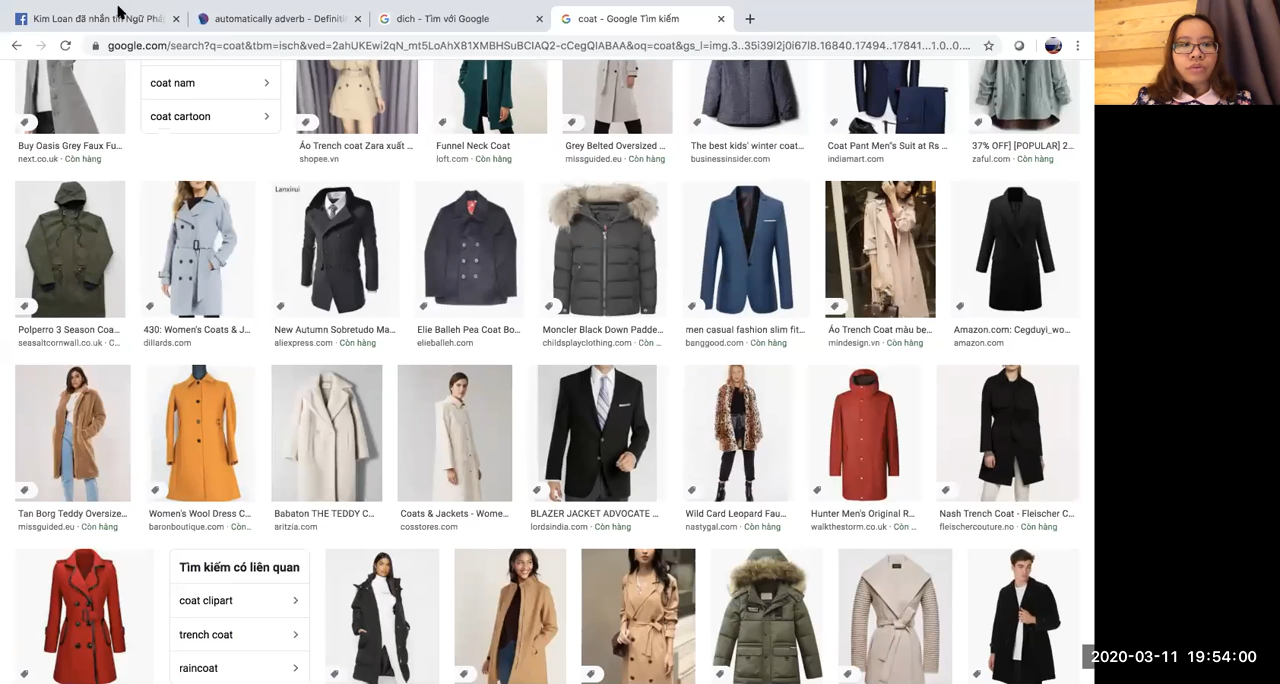 Kim Loan đã nhắn tin Ngữ Phá
automatically adverb - Definiti
dich - Tìm với Google
coat - Google Tìm kiếm
google.com/search?q=coat&tbm=isch&ved=2ahUKEwi2qN_mt5LoAhX81XMBHSuBCIAQ2-cCegQIABAA&oq=coat&gs_l=img.3..35i39l2j0i67l8.16840.17494..17841...1.0..0....
coat nam
coat cartoon
Buy Oasis Grey Faux Fu...
next.co.uk · Còn hàng
Áo Trench coat Zara xuất ...
shopee.vn
Funnel Neck Coat
loft.com · Còn hàng
Grey Belted Oversized ...
missguided.eu · Còn hàng
The best kids' winter coat...
businessinsider.com
Coat Pant Men"s Suit at Rs ...
indiamart.com
37% OFF] [POPULAR] 2...
zaful.com · Còn hàng
Lanxirui
Polperro 3 Season Coa...
seasaltcornwall.co.uk · C...
430: Women's Coats & J...
dillards.com
New Autumn Sobretudo Ma...
aliexpress.com · Còn hàng
Elie Balleh Pea Coat Bo...
elieballeh.com
Moncler Black Down Padde...
childsplayclothing.com · Còn ...
men casual fashion slim fit...
banggood.com · Còn hàng
Áo Trench Coat màu be...
mindesign.vn · Còn hàng
Amazon.com: Cegduyi_wo...
amazon.com
Tan Borg Teddy Oversize...
missguided.eu · Còn hàng
Women's Wool Dress C...
baronboutique.com · Còn...
Babaton THE TEDDY C...
aritzia.com
Coats & Jackets - Wome...
cosstores.com
BLAZER JACKET ADVOCATE ...
lordsindia.com · Còn hàng
Wild Card Leopard Fau...
nastygal.com · Còn hàng
Hunter Men's Original R...
walkthestorm.co.uk · Còn ..
Nash Trench Coat - Fleischer C...
fleischercouture.no · Còn hàng
Tìm kiếm có liên quan
coat clipart
trench coat
raincoat
2020-03-11 19:54:00